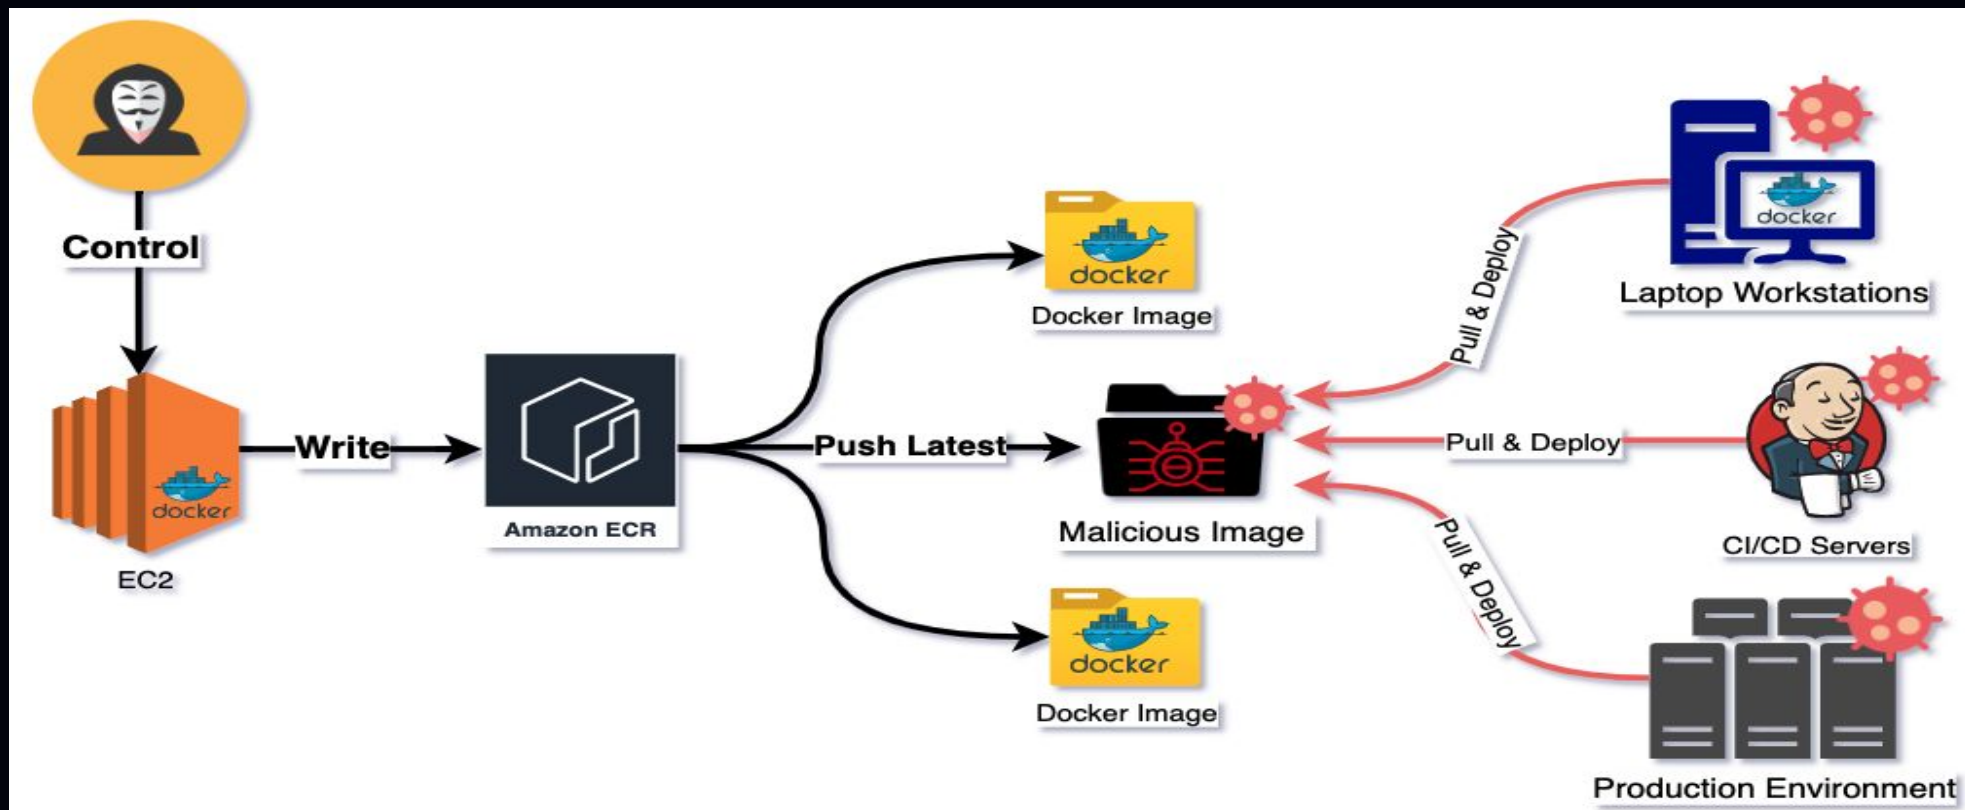 Control
docker
EC2
Write
Amazon ECR
docker
Docker Image
Push Latest
Malicious Image
docker
Docker Image
Pull & Deploy
Pull & Deploy
Pull & Deploy
docker
Laptop Workstations
CI/CD Servers
Production Environment